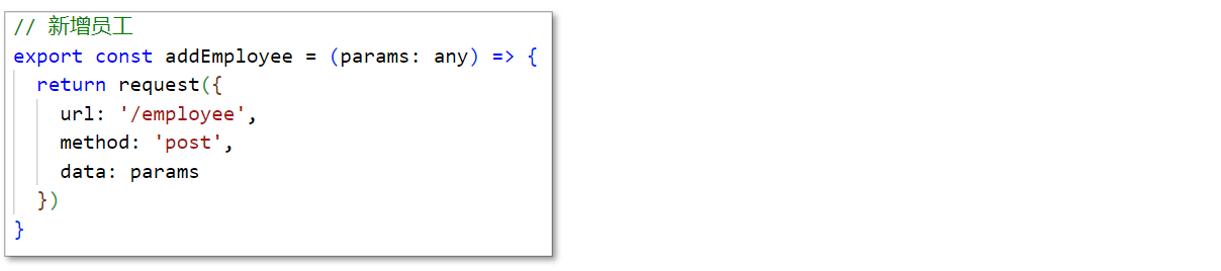 // 新增员工
export const addEmployee = (params: any) => {
  return request({
    url: '/employee',
    method: 'post',
    data: params
  })
}